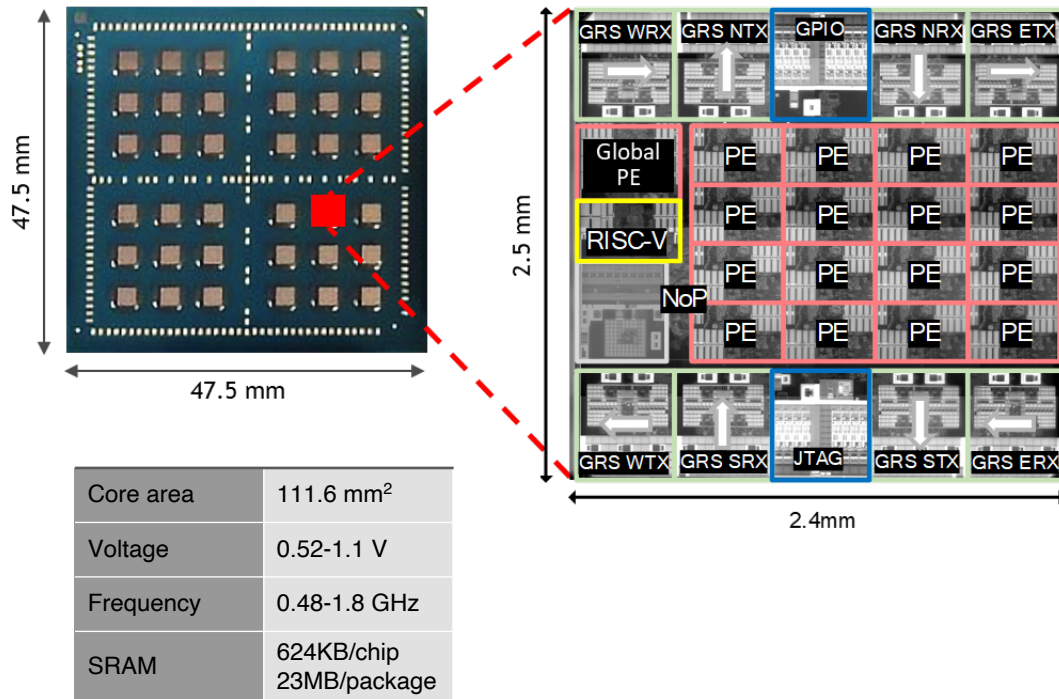 GRS WRX
GRS NTX
GPIO
GRS NRX
GRS ETX
Global
PE
PE
PE
PE
PE
RISC-V
PE
PE
PE
PE
NoP
PE
PE
PE
PE
PE
PE
PE
PE
GRS WTX
GRS SRX
JTAG
GRS STX
GRS ERX
47.5 mm
47.5 mm
2.5 mm
2.4mm
Core area 111.6 mm²
Voltage 0.52-1.1 V
Frequency 0.48-1.8 GHz
SRAM 624KB/chip
23MB/package